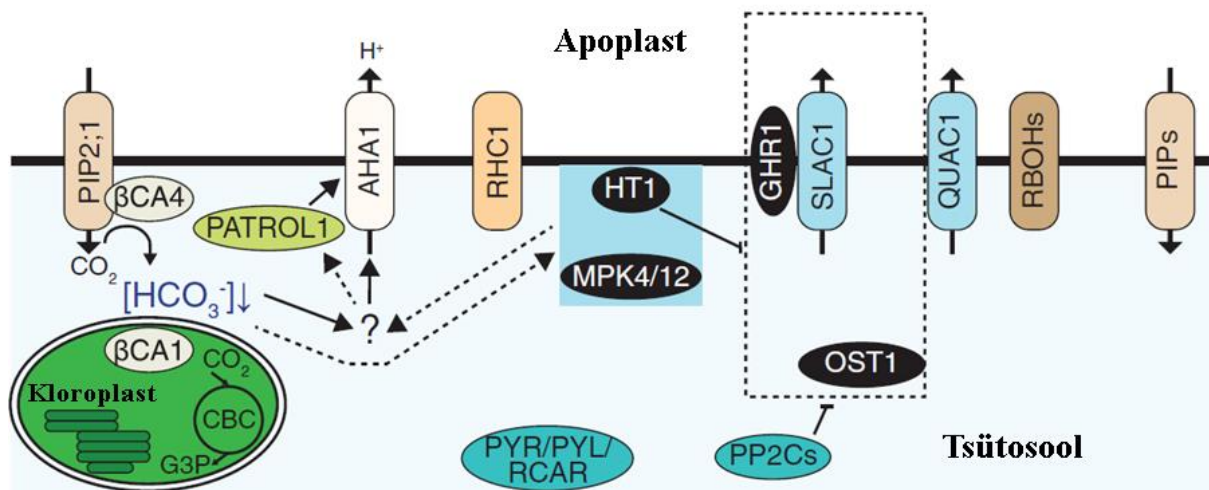 Apoplast
H⁺
PIP2;1
βCA4
AHA1
PATROL1
RHC1
HT1
MPK4/12
GHR1
SLAC1
QUAC1
RBOHs
PIPs
CO₂
[HCO₃⁻]↓
?
βCA1
CO₂
Kloroplast
CBC
G3P
OST1
PYR/PYL/
RCAR
PP2Cs
Tsütosool